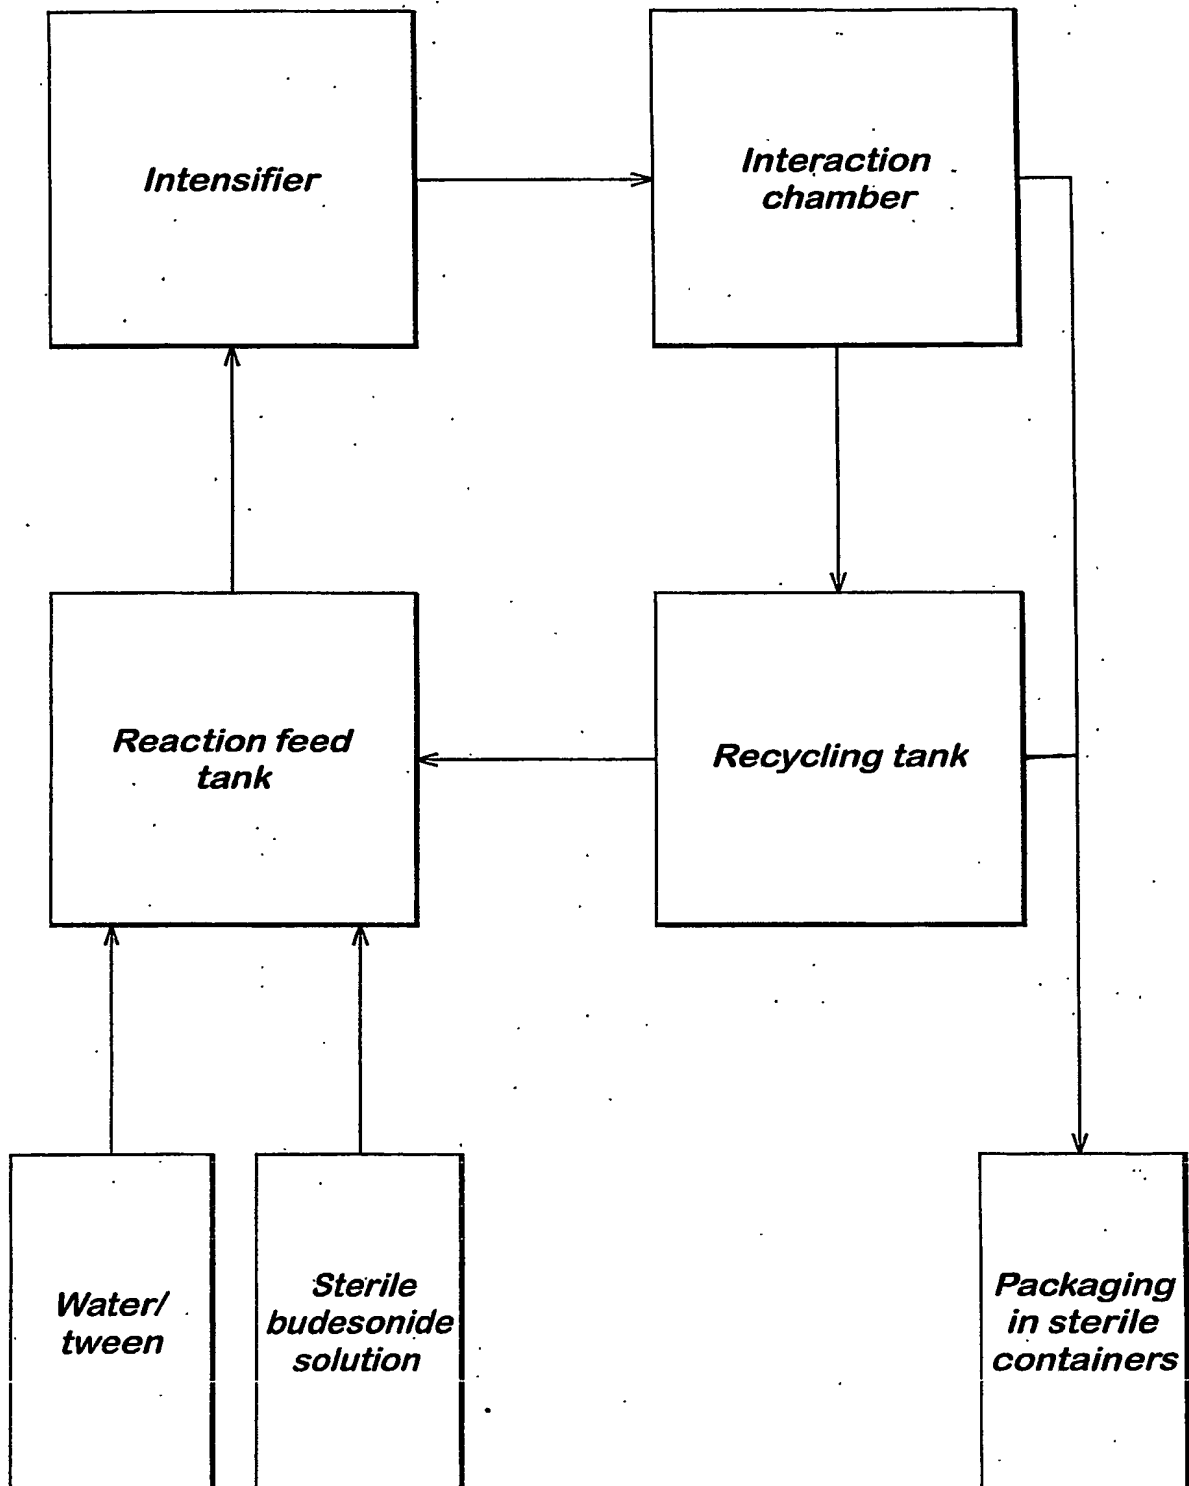 Intensifier
Interaction
chamber
Reaction feed
tank
Recycling tank
Water/
tween
Sterile
budesonide
solution
Packaging
in sterile
containers